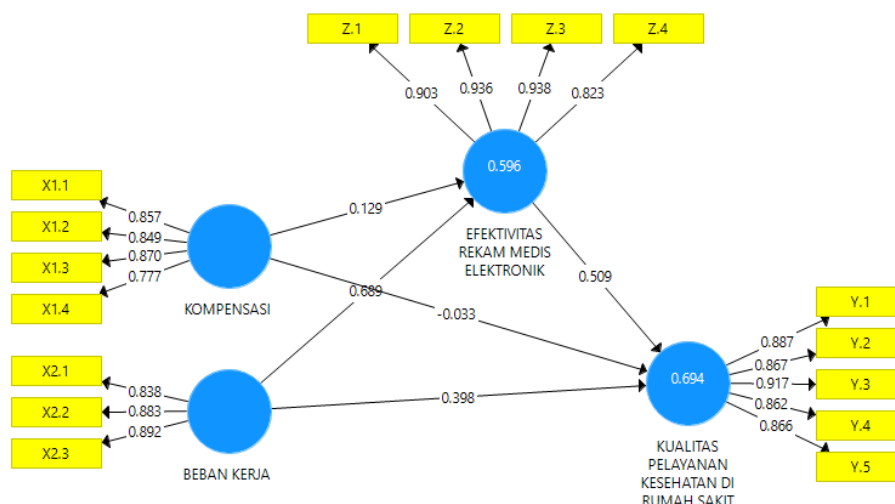 Z.1
Z.2
Z.3
Z.4
0.903
0.936
0.938
0.823
0.596
EFEKTIVITAS
REKAM MEDIS
ELEKTRONIK
X1.1
X1.2
X1.3
X1.4
0.857
0.849
0.870
0.777
KOMPENSASI
0.129
0.689
-0.033
0.509
0.398
X2.1
X2.2
X2.3
0.838
0.883
0.892
BEBAN KERJA
0.694
KUALITAS
PELAYANAN
KESEHATAN DI
RUMAH SAKIT
0.887
0.867
0.917
0.862
0.866
Y.1
Y.2
Y.3
Y.4
Y.5